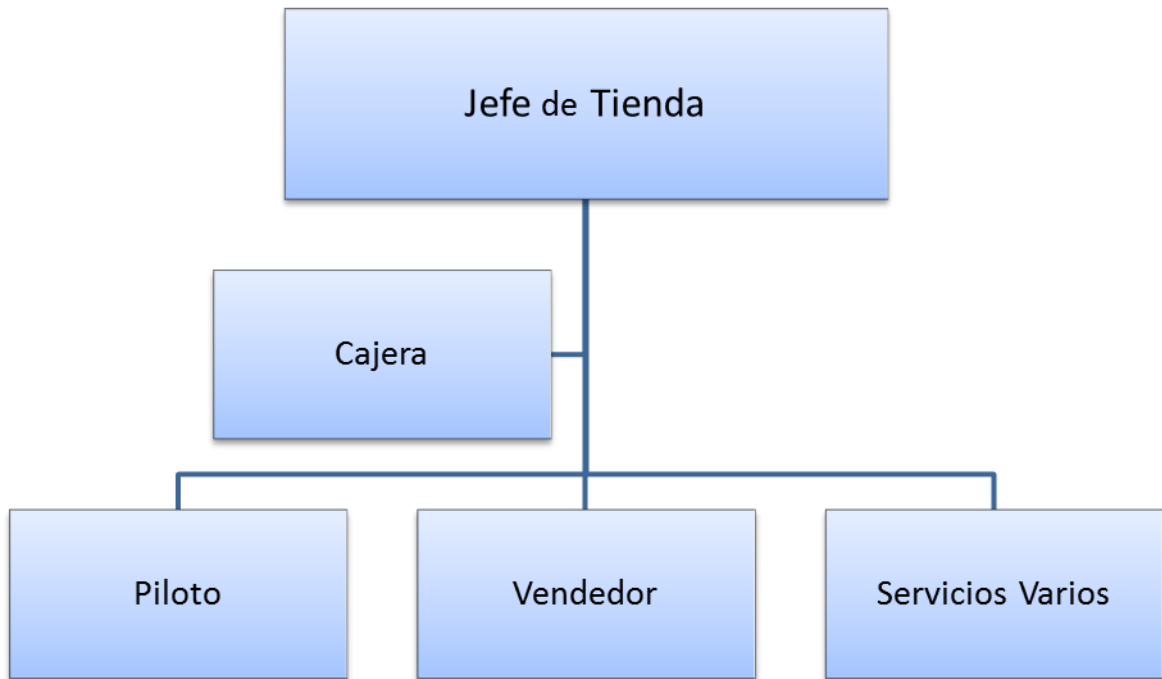 Jefe de Tienda
Cajera
Piloto
Vendedor
Servicios Varios